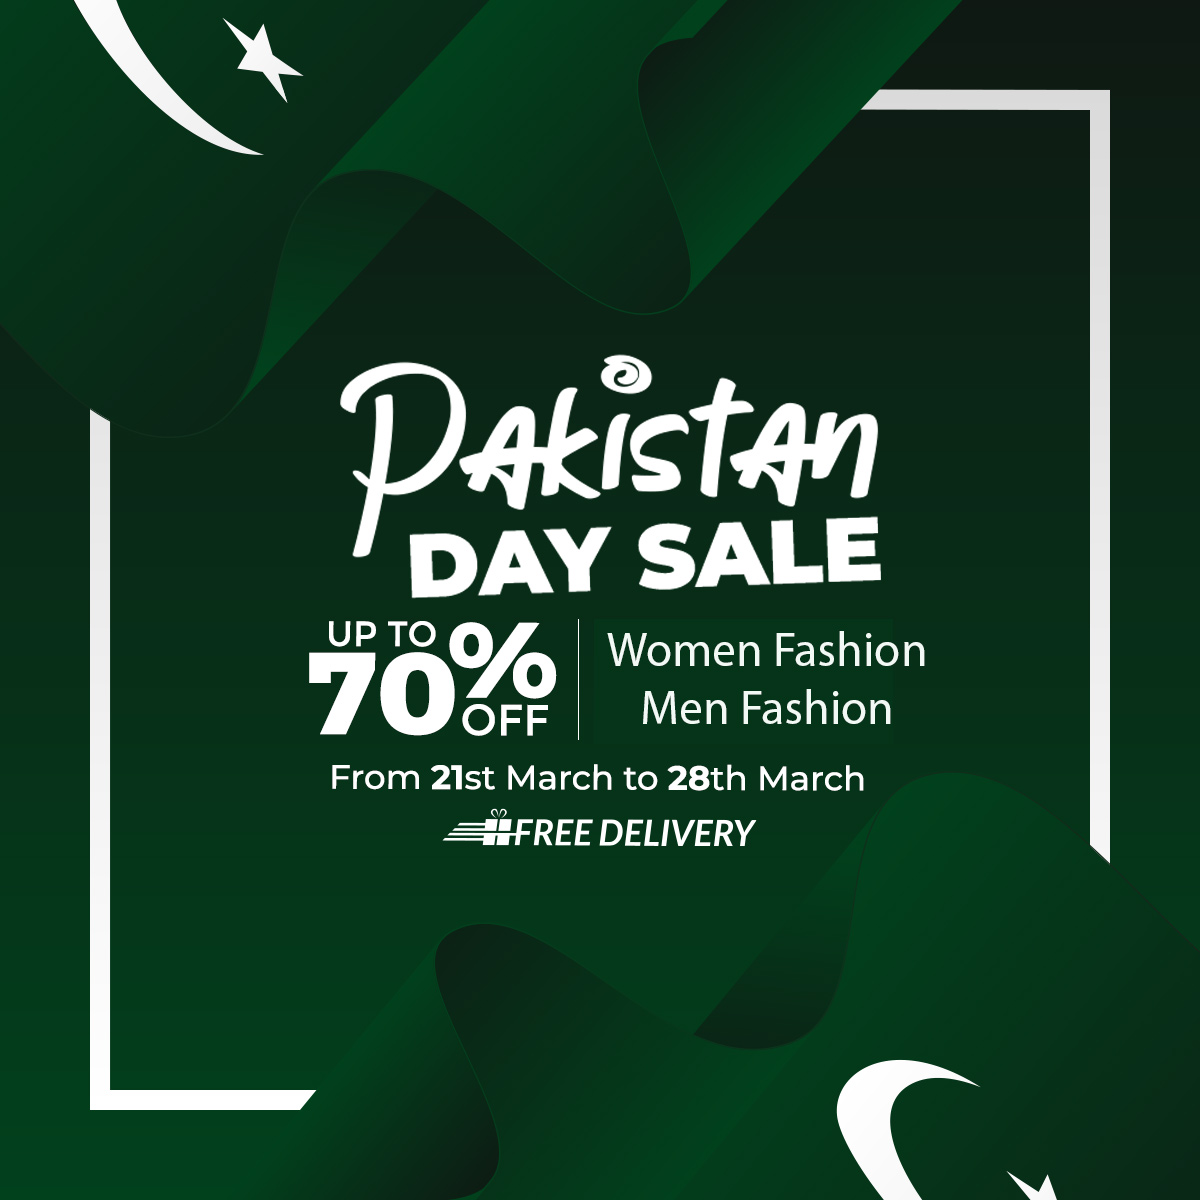 Pakistan
DAY SALE
UP TO
70%
OFF
Women Fashion
Men Fashion
From 21st March to 28th March
FREE DELIVERY